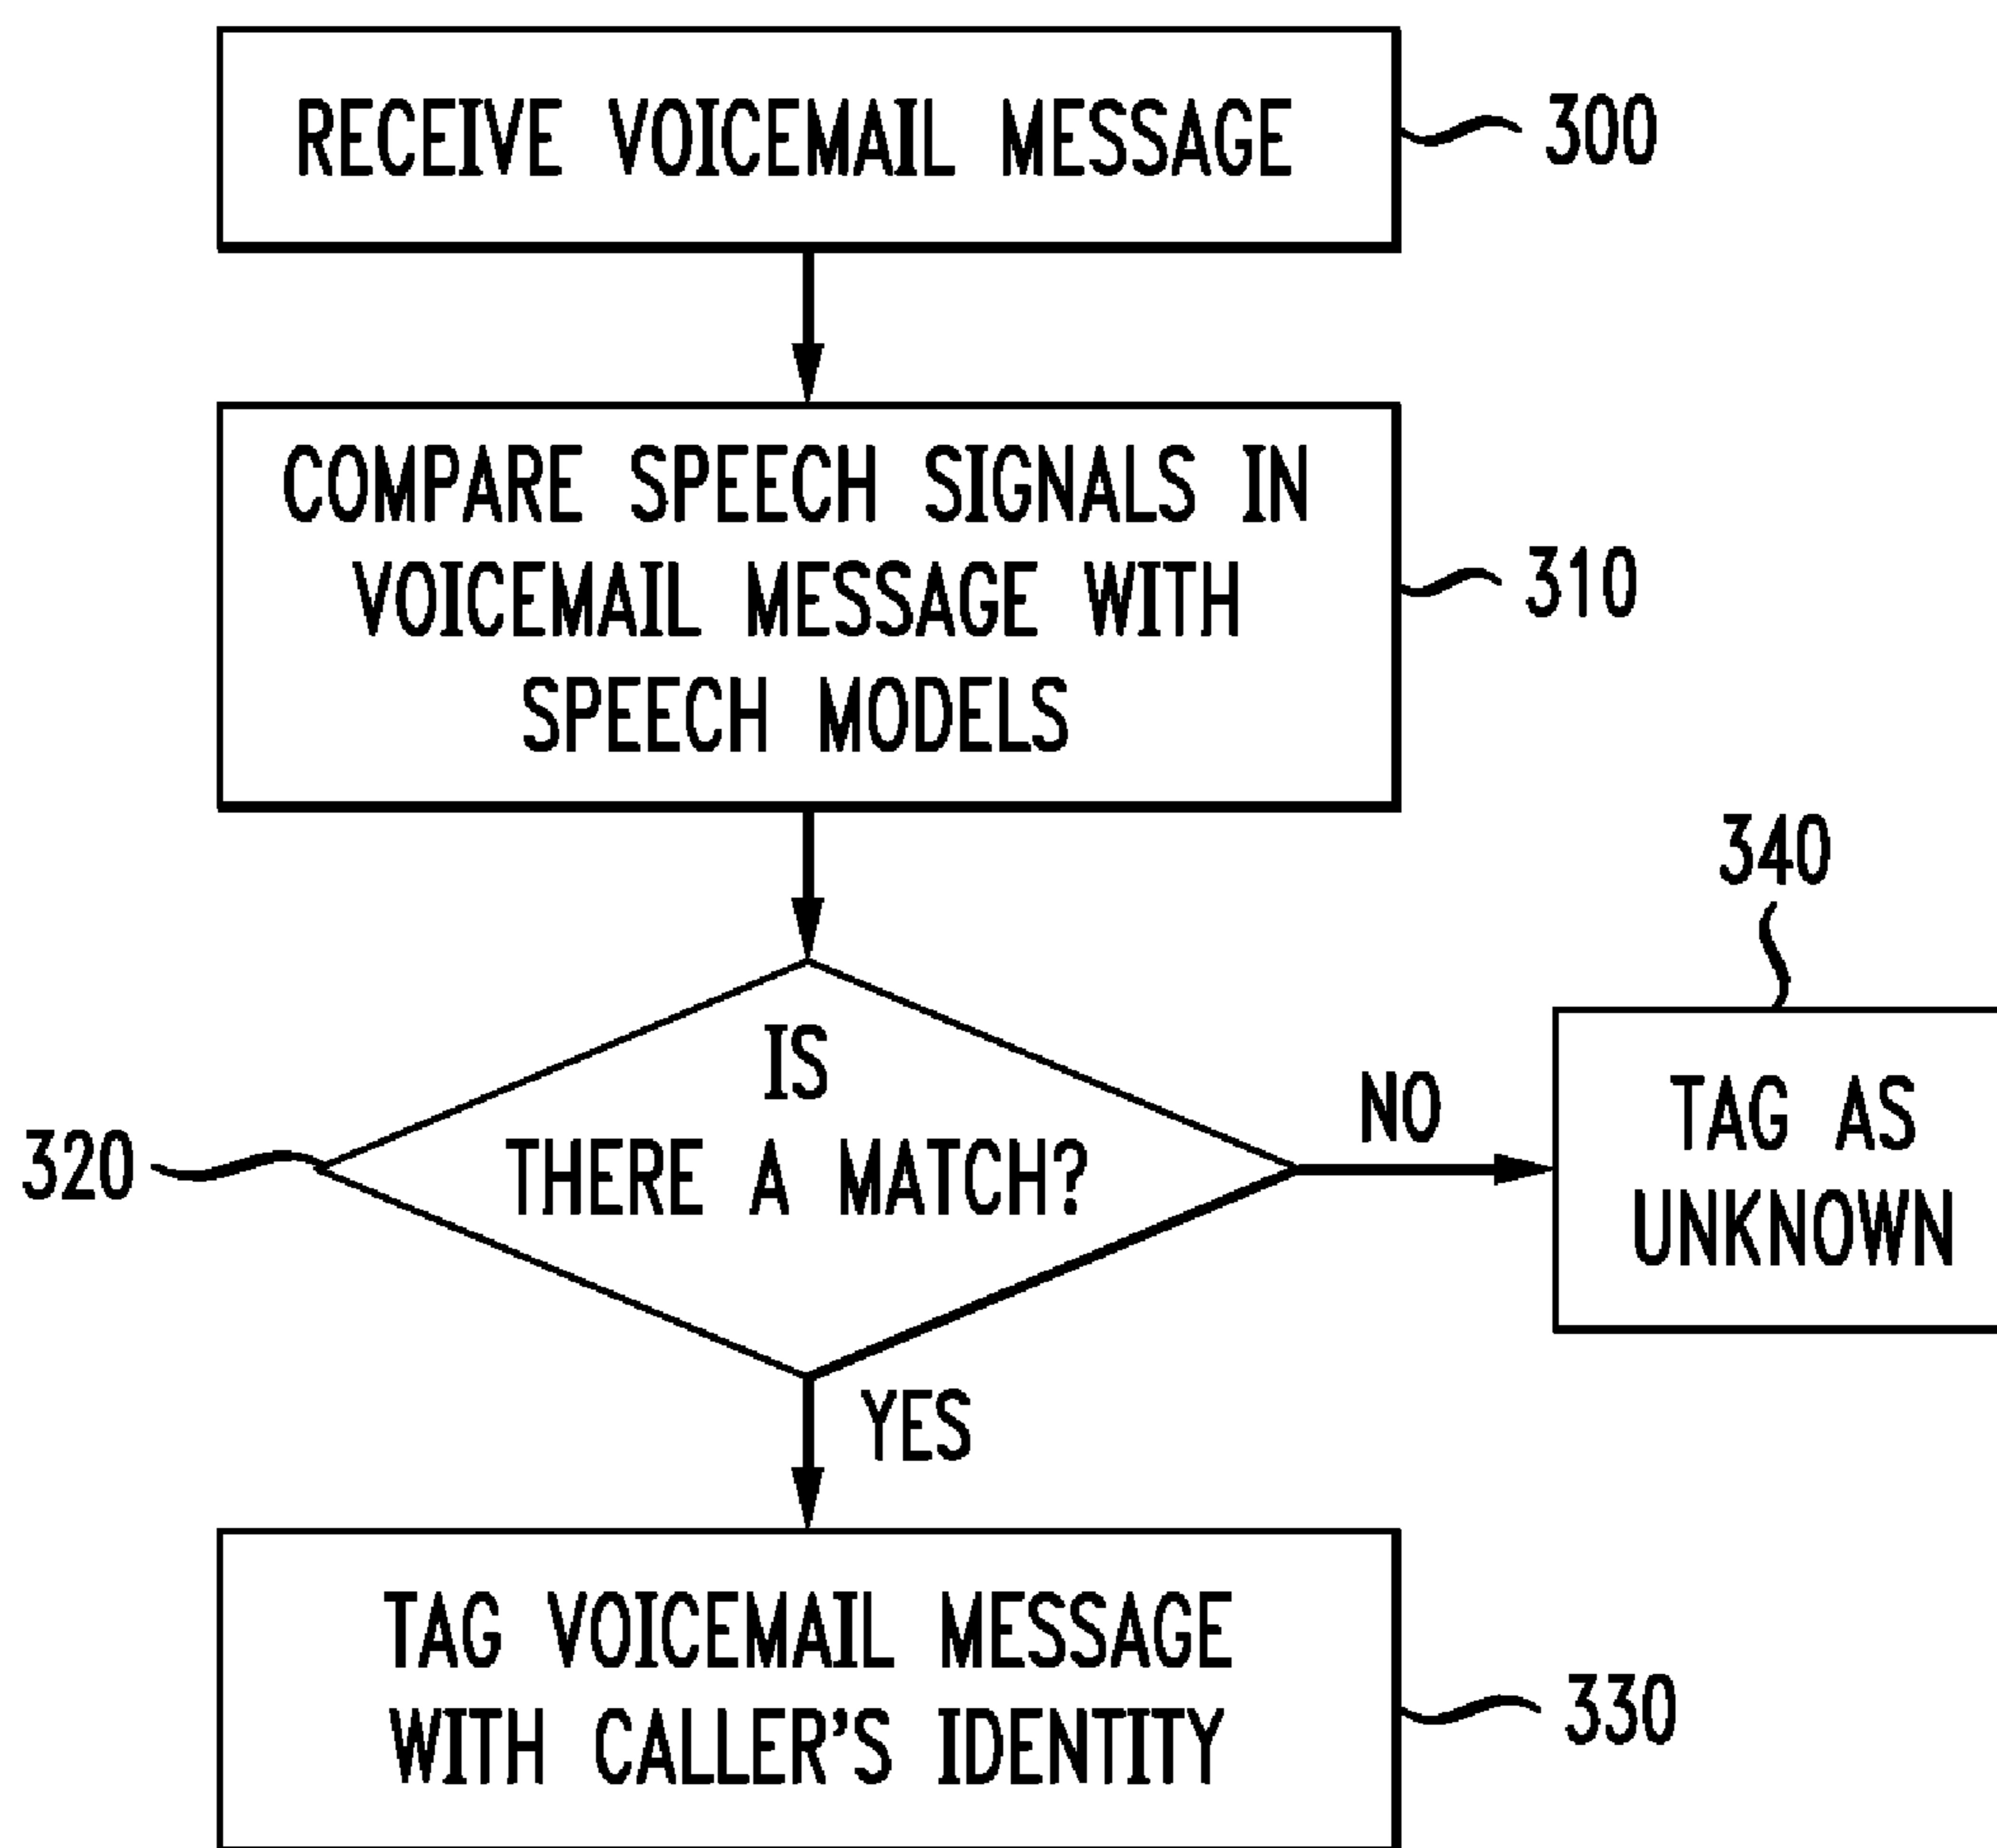 RECEIVE VOICEMAIL MESSAGE
300
COMPARE SPEECH SIGNALS IN
VOICEMAIL MESSAGE WITH
SPEECH MODELS
310
340
IS
THERE A MATCH?
320
NO
TAG AS
UNKNOWN
YES
TAG VOICEMAIL MESSAGE
WITH CALLER'S IDENTITY
330